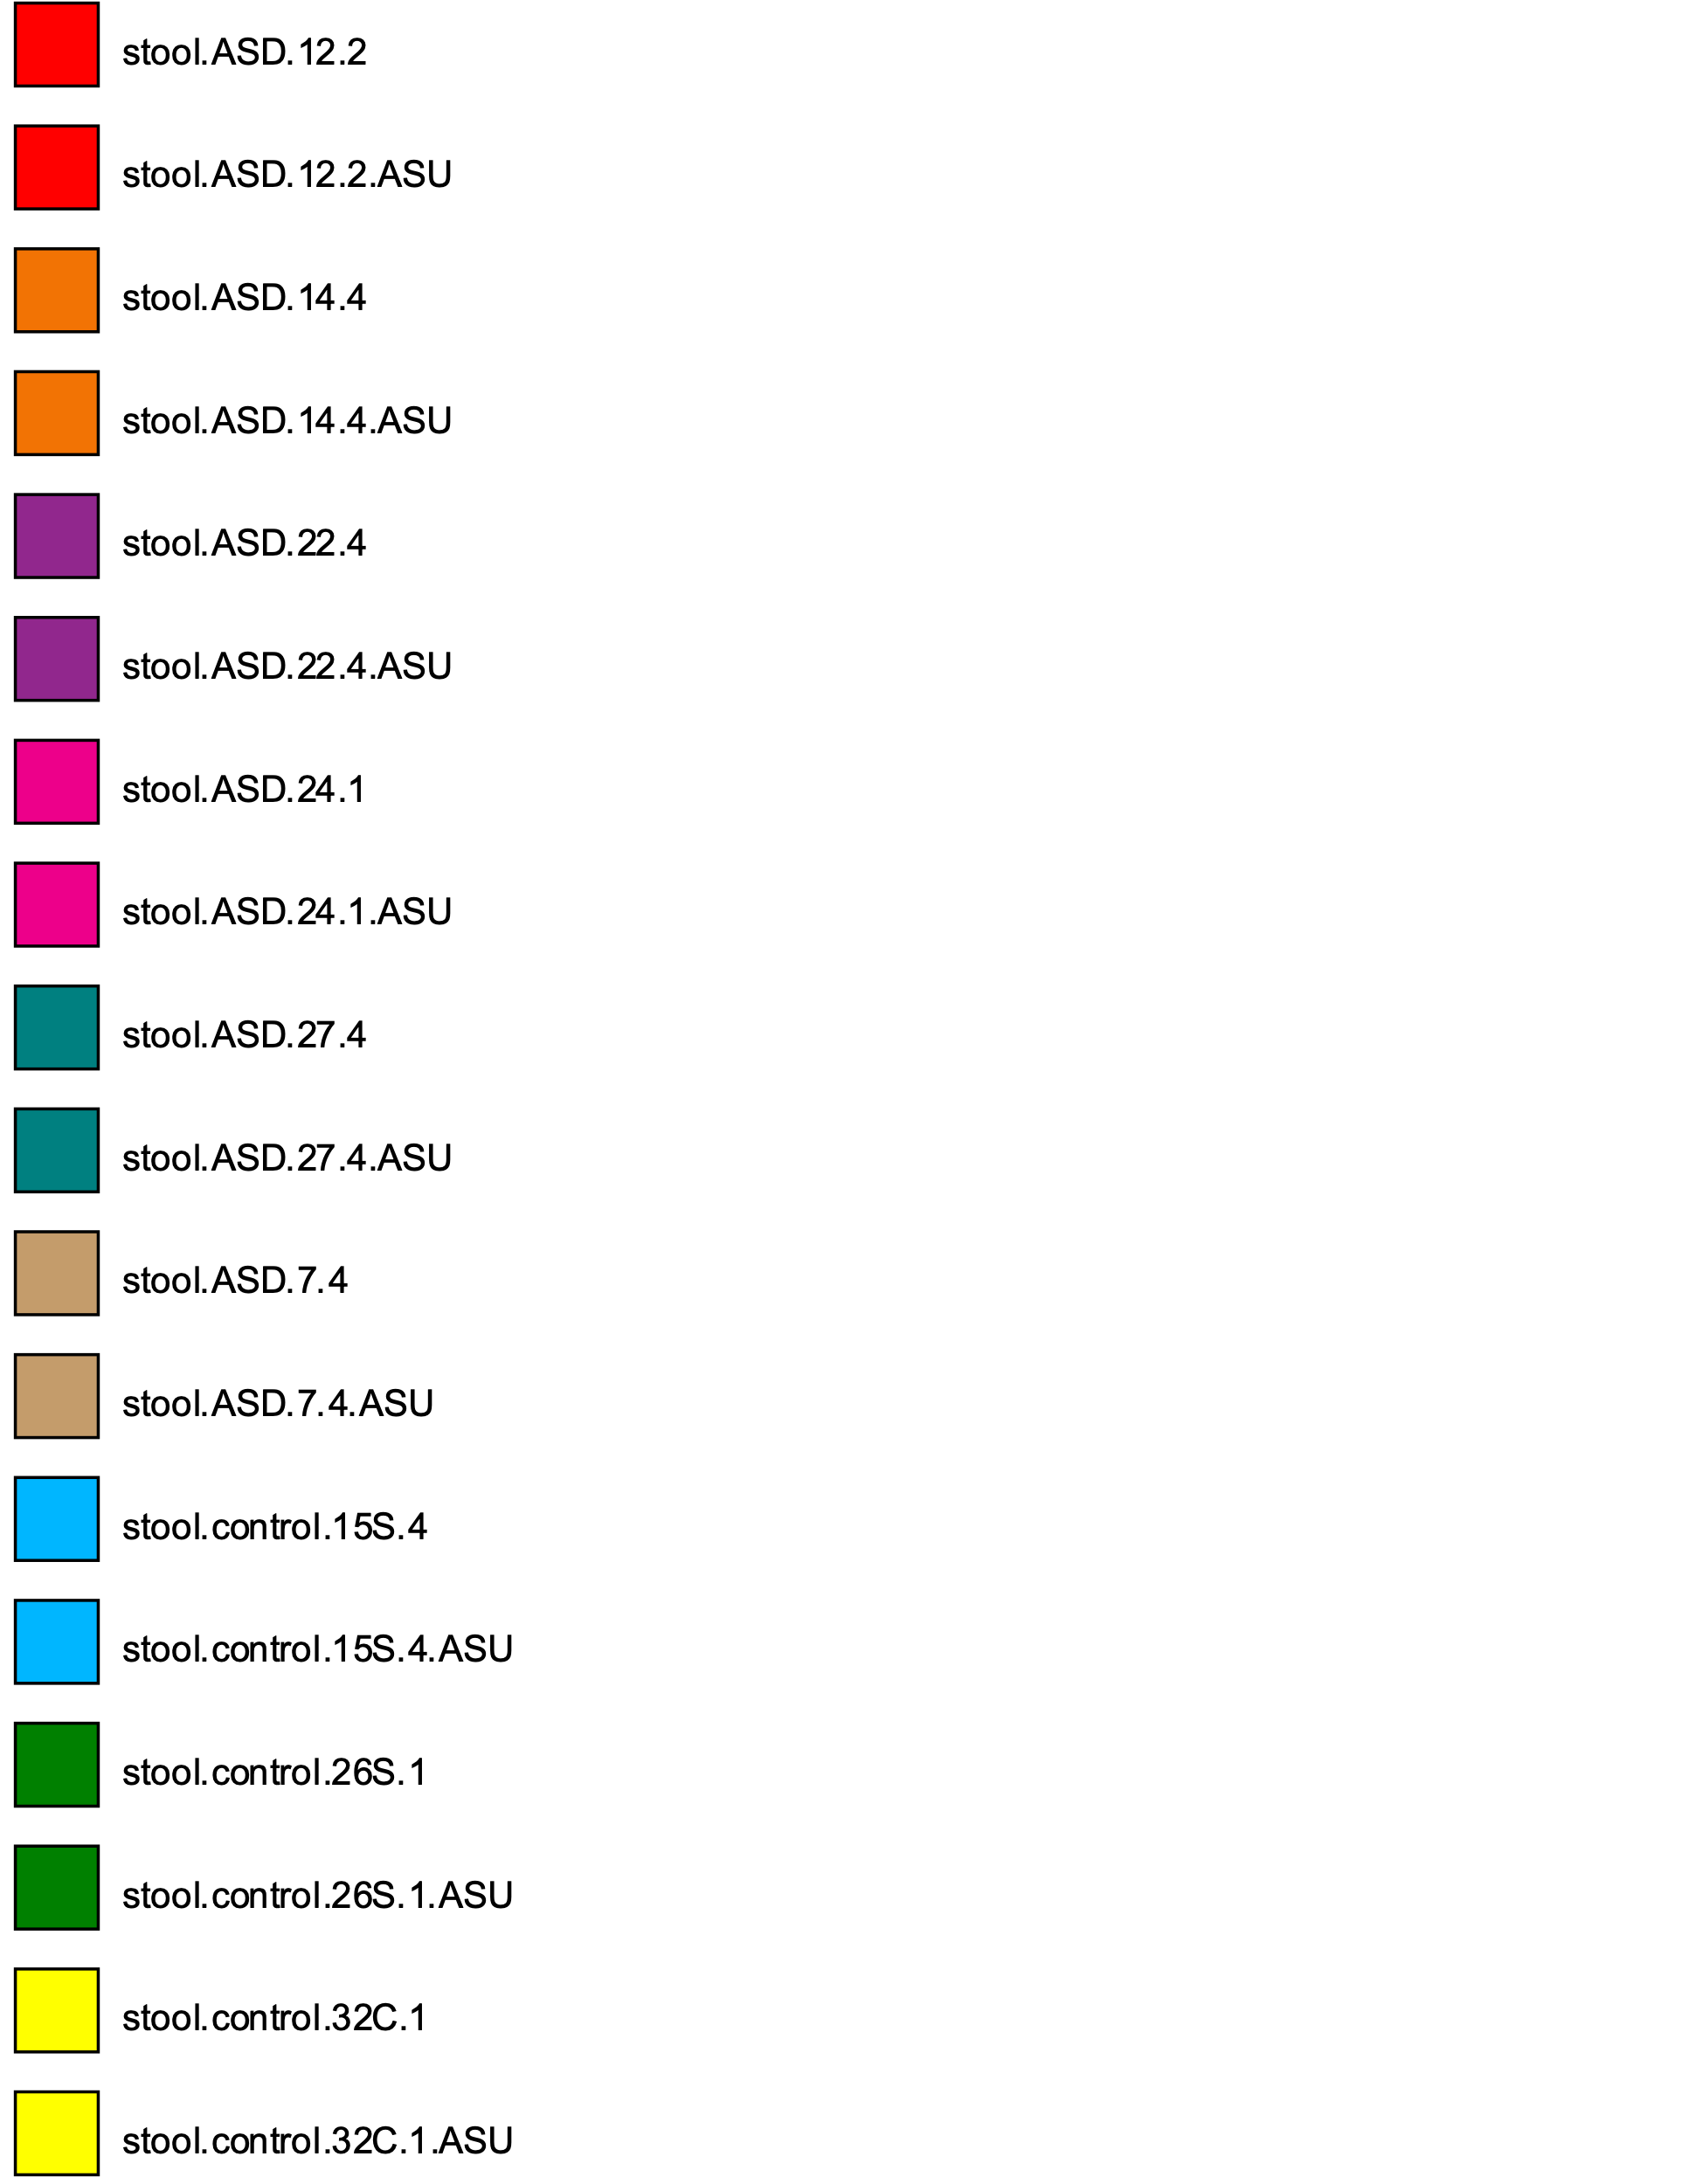 stool.ASD.12.2
stool.ASD.12.2.ASU
stool.ASD.14.4
stool.ASD.14.4.ASU
stool.ASD.22.4
stool.ASD.22.4.ASU
stool.ASD.24.1
stool.ASD.24.1.ASU
stool.ASD.27.4
stool.ASD.27.4.ASU
stool.ASD.7.4
stool.ASD.7.4.ASU
stool.control.15S.4
stool.control.15S.4.ASU
stool.control.26S.1
stool.control.26S.1.ASU
stool.control.32C.1
stool.control.32C.1.ASU